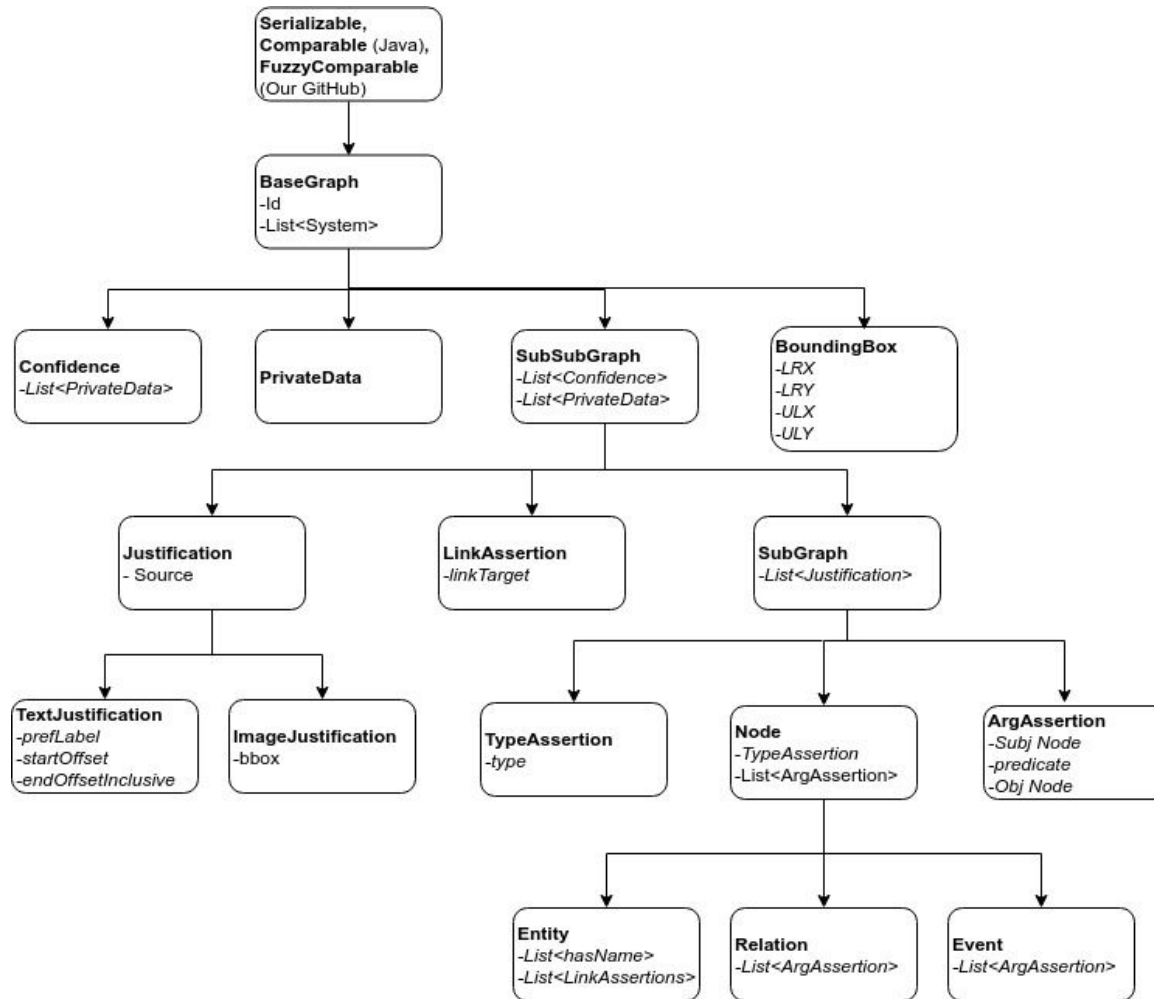 Serializable,
Comparable (Java),
FuzzyComparable
(Our GitHub)
BaseGraph
-Id
-List<System>
Confidence
-List<PrivateData>
PrivateData
SubSubGraph
-List<Confidence>
-List<PrivateData>
BoundingBox
-LRX
-LRY
-ULX
-ULY
Justification
- Source
LinkAssertion
-linkTarget
SubGraph
-List<Justification>
TextJustification
-prefLabel
-startOffset
-endOffsetInclusive
ImageJustification
-bbox
TypeAssertion
-type
Node
-TypeAssertion
-List<ArgAssertion>
ArgAssertion
-Subj Node
-predicate
-Obj Node
Entity
-List<hasName>
-List<LinkAssertions>
Relation
-List<ArgAssertion>
Event
-List<ArgAssertion>